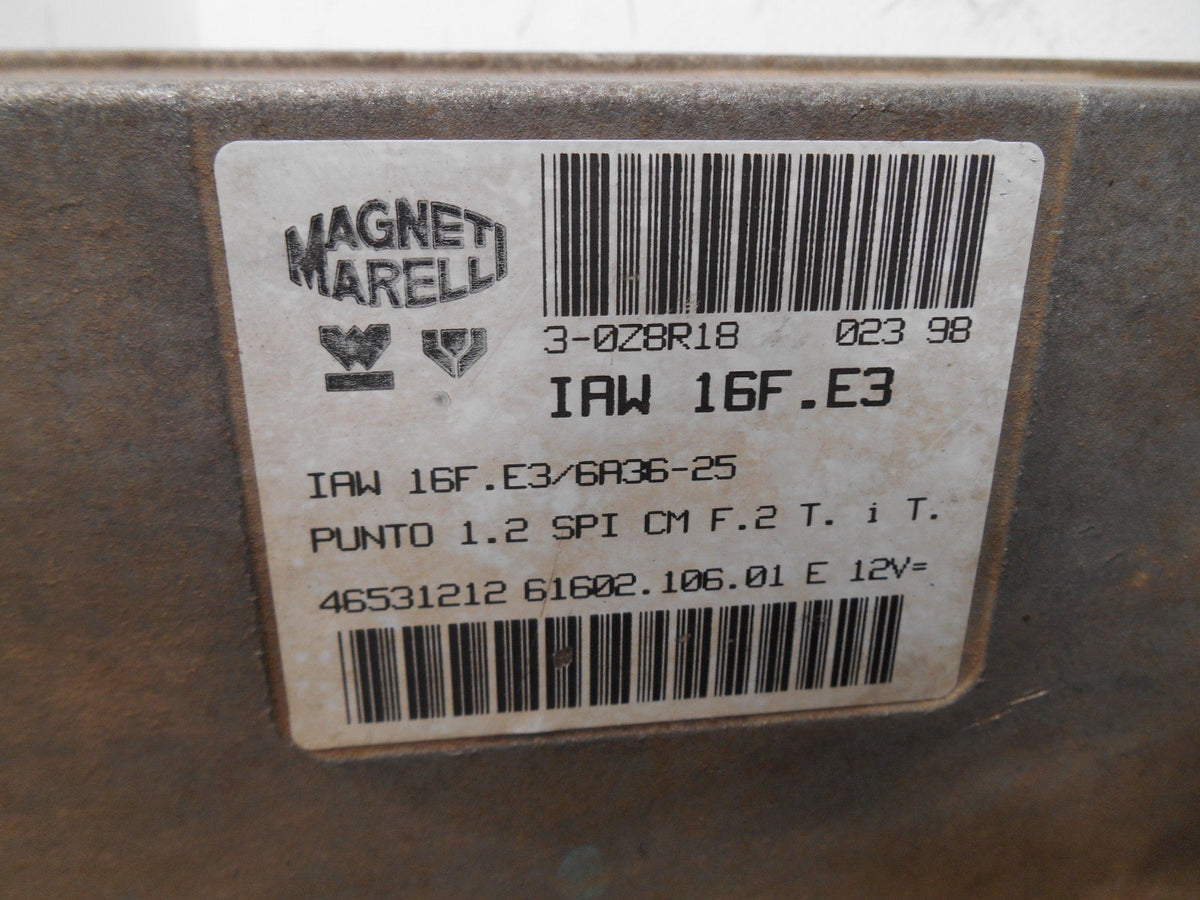 MAGNETI
MARELLI
3-0Z8R18 023 98
IAW 16F.E3
IAW 16F.E3/6A36-25
PUNTO 1.2 SPI CM F.2 T. i T.
46531212 61602.106.01 E 12V=